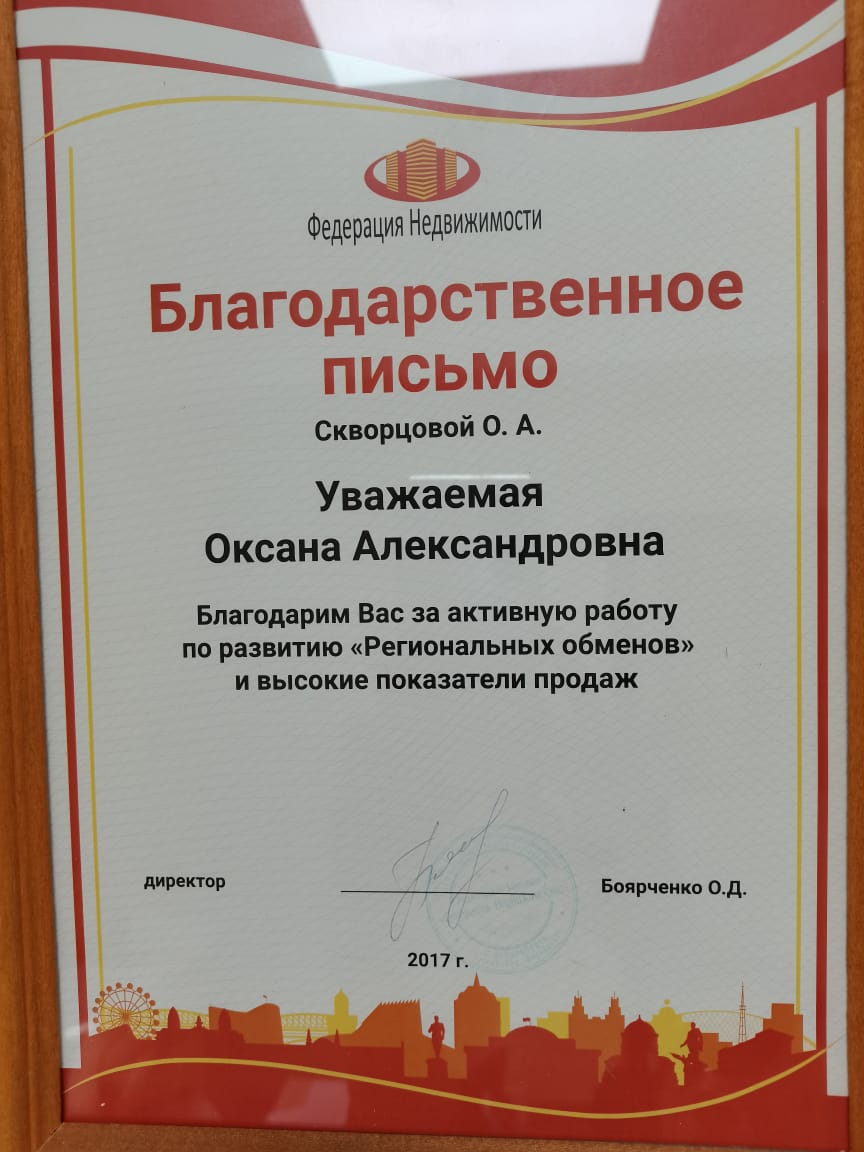 Федерация Недвижимости
Благодарственное
письмо
Скворцовой О. А.
Уважаемая
Оксана Александровна
Благодарим Вас за активную работу
по развитию «Региональных обменов»
и высокие показатели продаж
директор
Боярченко О.Д.
2017 г.